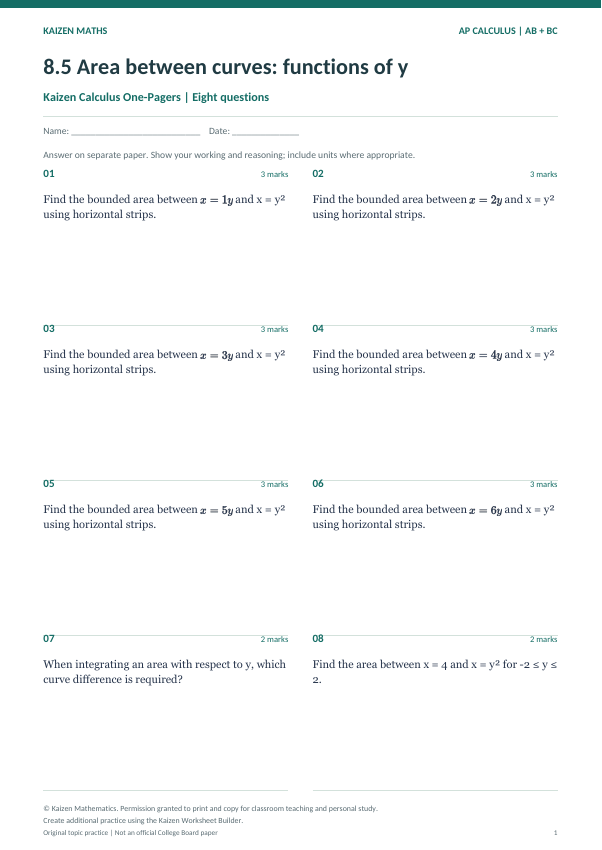 KAIZEN MATHS
AP CALCULUS | AB + BC
8.5 Area between curves: functions of y
Kaizen Calculus One-Pagers | Eight questions
Name: ____________________________ Date: _______________
Answer on separate paper. Show your working and reasoning; include units where appropriate.
01 3 marks
Find the bounded area between x = 1y and x = y²
using horizontal strips.
02 3 marks
Find the bounded area between x = 2y and x = y²
using horizontal strips.
03 3 marks
Find the bounded area between x = 3y and x = y²
using horizontal strips.
04 3 marks
Find the bounded area between x = 4y and x = y²
using horizontal strips.
05 3 marks
Find the bounded area between x = 5y and x = y²
using horizontal strips.
06 3 marks
Find the bounded area between x = 6y and x = y²
using horizontal strips.
07 2 marks
When integrating an area with respect to y, which
curve difference is required?
08 2 marks
Find the area between x = 4 and x = y² for -2 ≤ y ≤
2.
© Kaizen Mathematics. Permission granted to print and copy for classroom teaching and personal study.
Create additional practice using the Kaizen Worksheet Builder.
Original topic practice | Not an official College Board paper
1